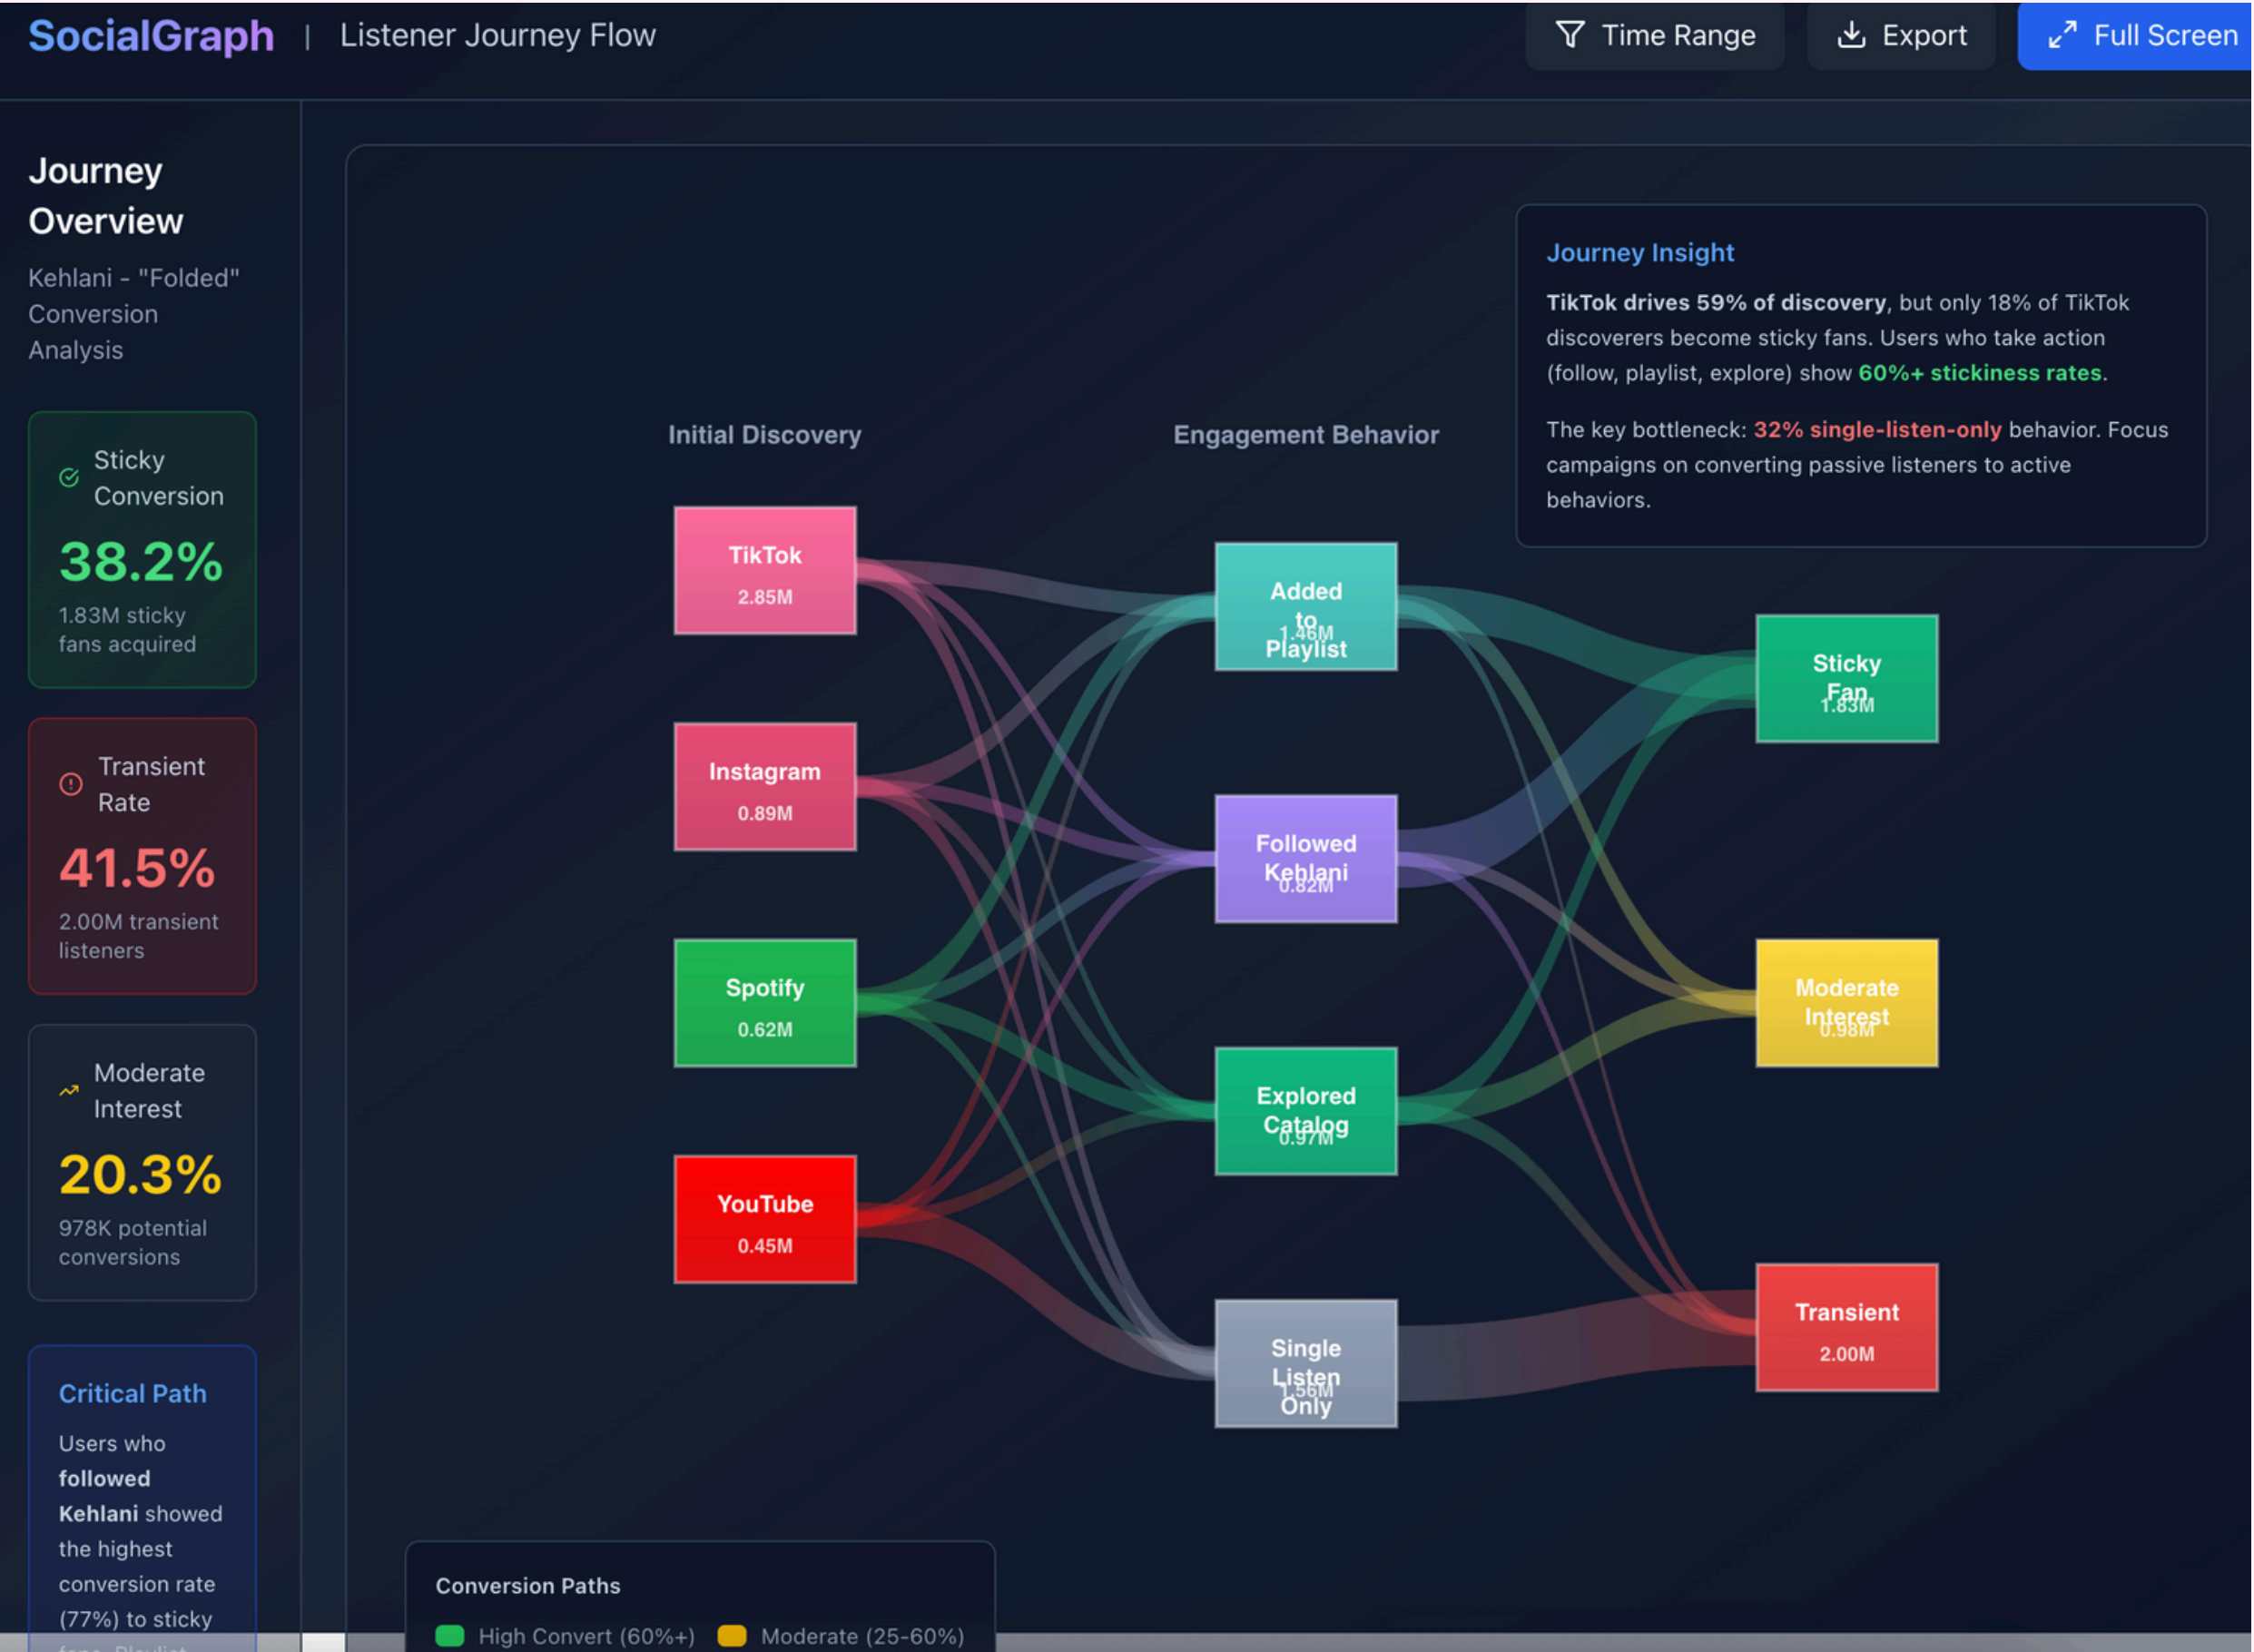 SocialGraph | Listener Journey Flow
Time Range
Export
Full Screen
Journey
Overview
Kehlani - "Folded"
Conversion
Analysis
Sticky
Conversion
38.2%
1.83M sticky
fans acquired
Transient
Rate
41.5%
2.00M transient
listeners
Moderate
Interest
20.3%
978K potential
conversions
Critical Path
Users who
followed
Kehlani showed
the highest
conversion rate
(77%) to sticky
fans. Playlist
Journey Insight
TikTok drives 59% of discovery, but only 18% of TikTok
discoverers become sticky fans. Users who take action
(follow, playlist, explore) show 60%+ stickiness rates.
The key bottleneck: 32% single-listen-only behavior. Focus
campaigns on converting passive listeners to active
behaviors.
Initial Discovery
TikTok
2.85M
Instagram
0.89M
Spotify
0.62M
YouTube
0.45M
Engagement Behavior
Added
to
1.46M
Playlist
Followed
Kehlani
0.82M
Explored
Catalog
0.97M
Single
Listen
1.56M
Only
Sticky
Fan
1.83M
Moderate
Interest
0.98M
Transient
2.00M
Conversion Paths
High Convert (60%+)
Moderate (25-60%)